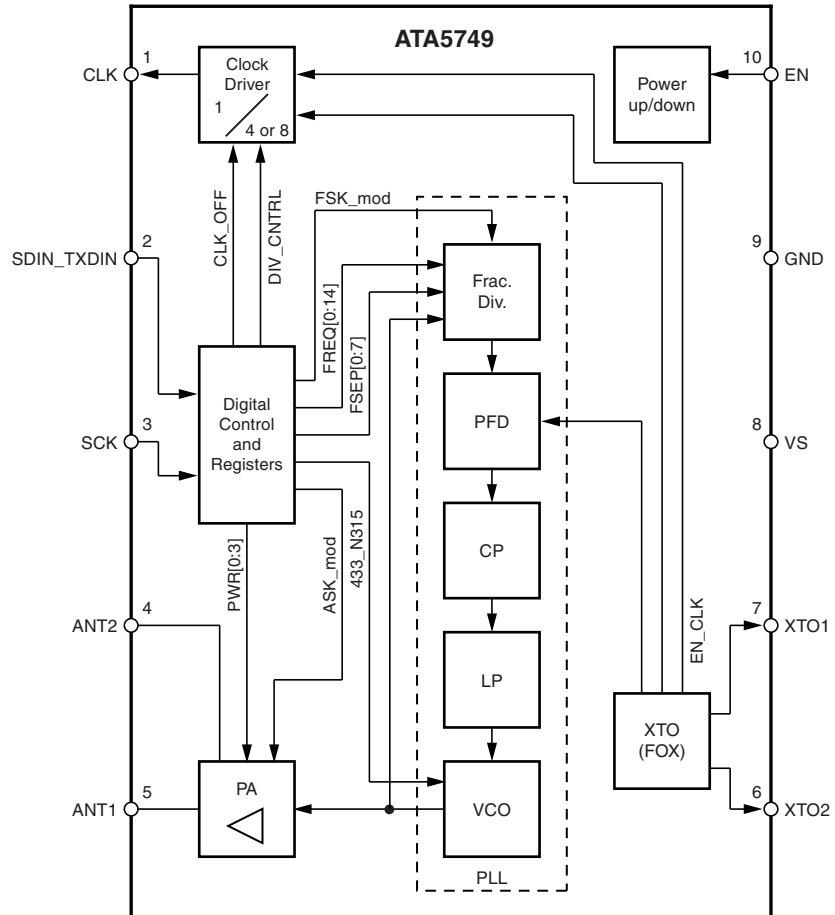 ATA5749
CLK
1
Clock
Driver
1
4 or 8
Power
up/down
10
EN
CLK_OFF
DIV_CNTRL
FSK_mod
2
SDIN_TXDIN
FREQ[0:14]
FSEP[0:7]
Frac.
Div.
9
GND
Digital
Control
and
Registers
PFD
3
SCK
8
VS
PWR[0:3]
ASK_mod
433_N315
CP
EN_CLK
4
ANT2
LP
7
XTO1
XTO
(FOX)
5
ANT1
PA
VCO
6
XTO2
PLL